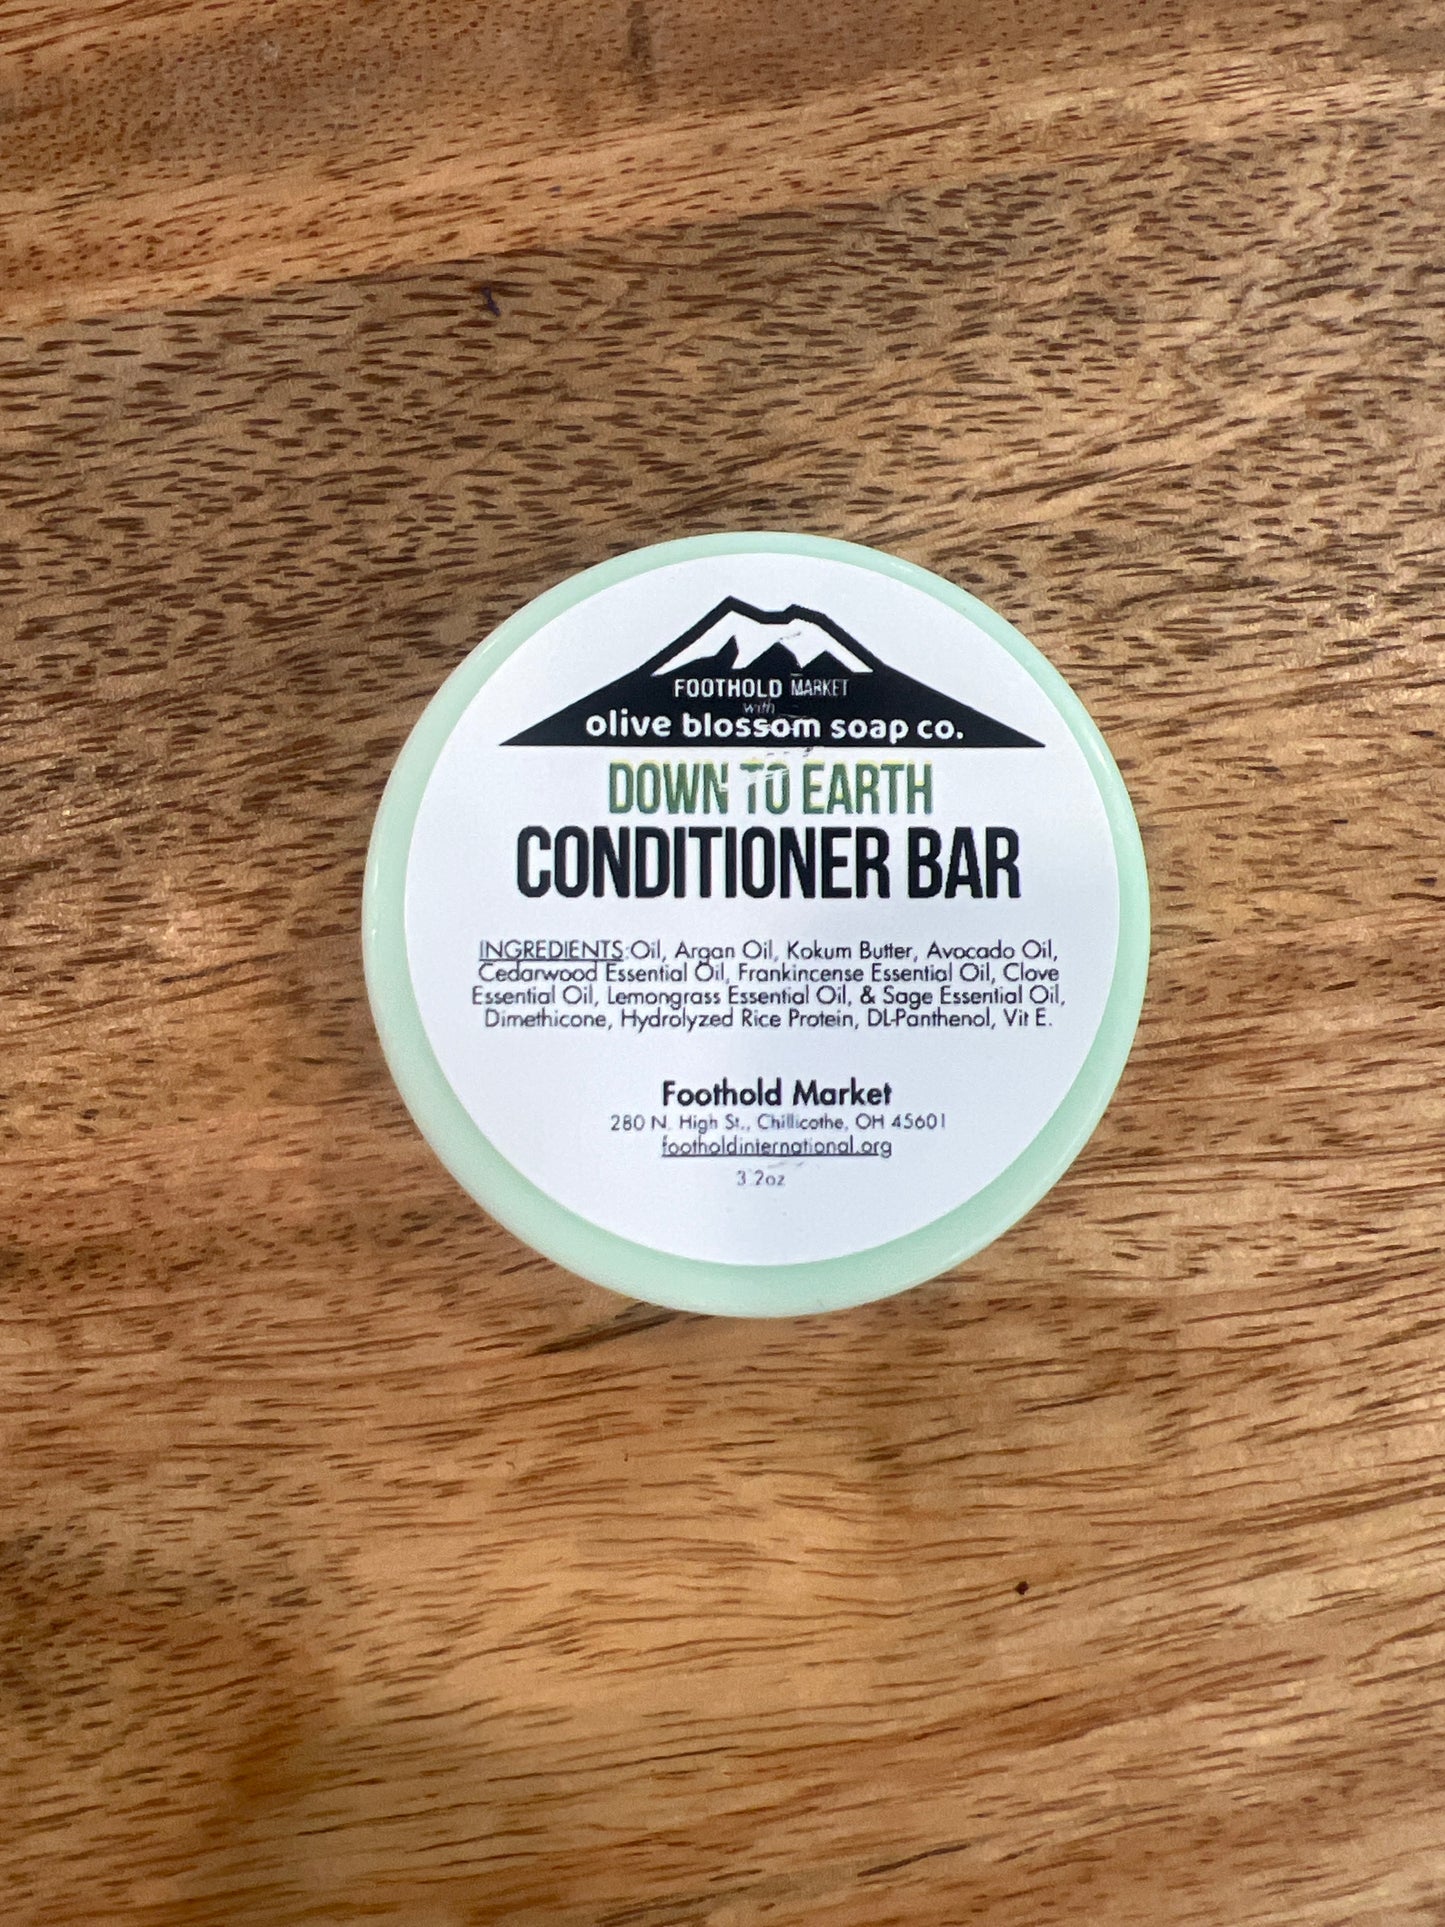 FOOTHOLD MARKET
with
olive blossom soap co.
DOWN TO EARTH
CONDITIONER BAR
INGREDIENTS:Oil, Argan Oil, Kokum Butter, Avocado Oil,
Cedarwood Essential Oil, Frankincense Essential Oil, Clove
Essential Oil, Lemongrass Essential Oil, & Sage Essential Oil,
Dimethicone, Hydrolyzed Rice Protein, DL-Panthenol, Vit E.
Foothold Market
280 N. High St., Chillicothe, OH 45601
footholdinternational.org
3.2oz